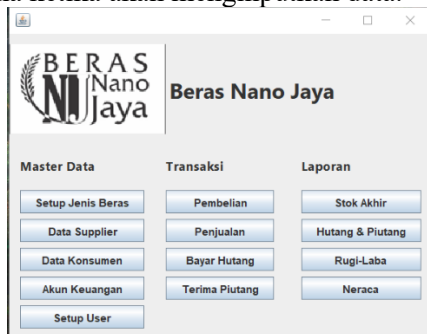 BERAS
Nano
Jaya
Beras Nano Jaya
Master Data
Transaksi
Laporan
Setup Jenis Beras
Pembelian
Stok Akhir
Data Supplier
Penjualan
Hutang & Piutang
Data Konsumen
Bayar Hutang
Rugi-Laba
Akun Keuangan
Terima Piutang
Neraca
Setup User